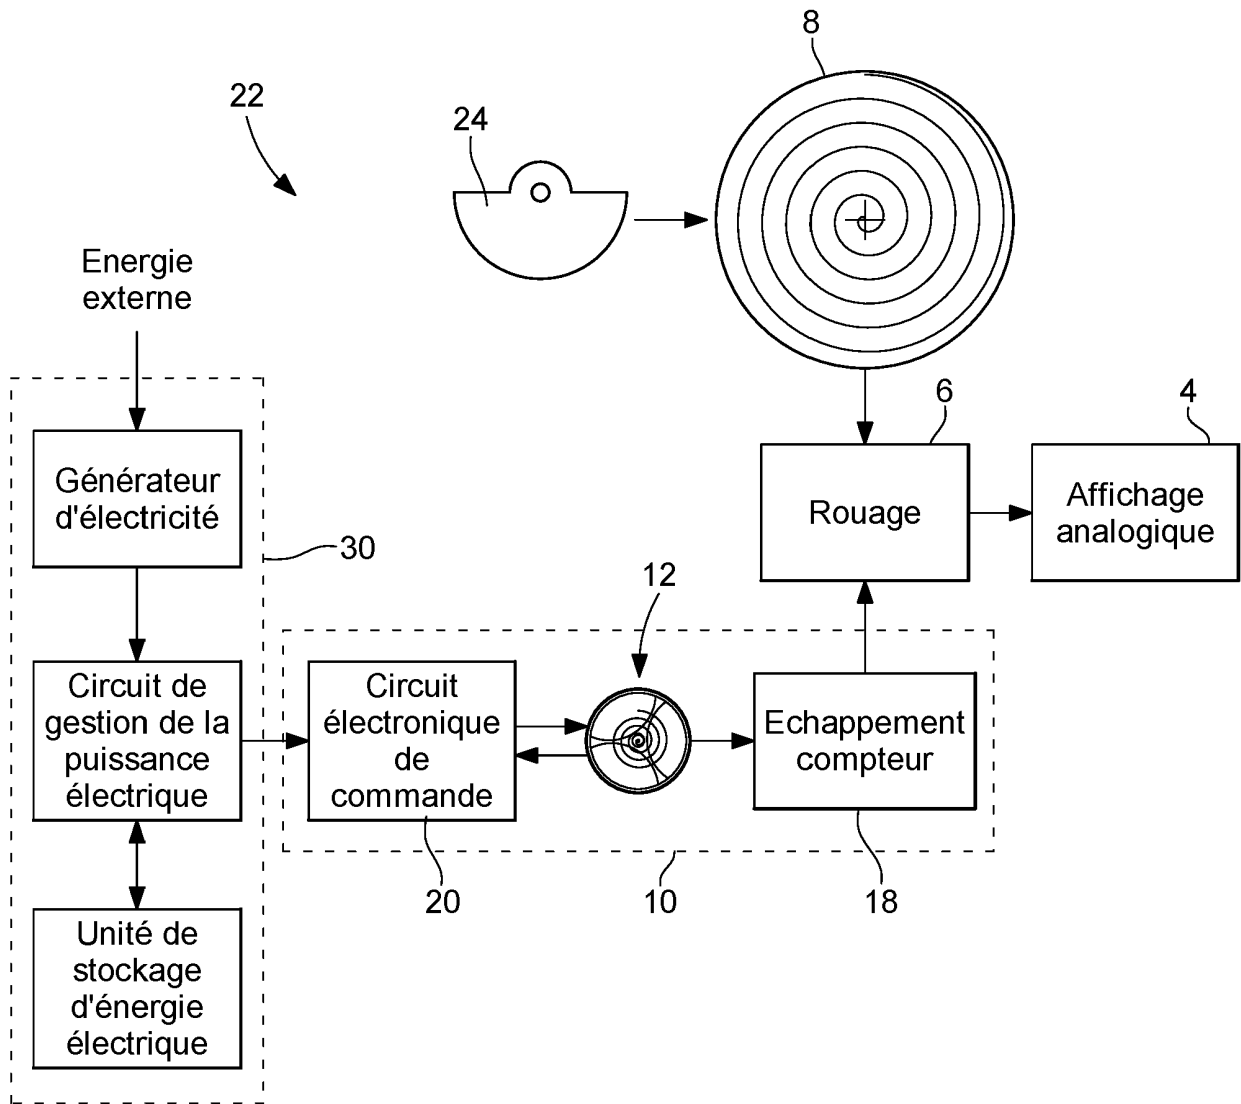 8
22
24
Energie
externe
6
4
Générateur
d'électricité
Rouage
Affichage
analogique
30
12
Circuit de
gestion de la
puissance
électrique
Circuit
électronique
de
commande
Echappement
compteur
20
10
18
Unité de
stockage
d'énergie
électrique